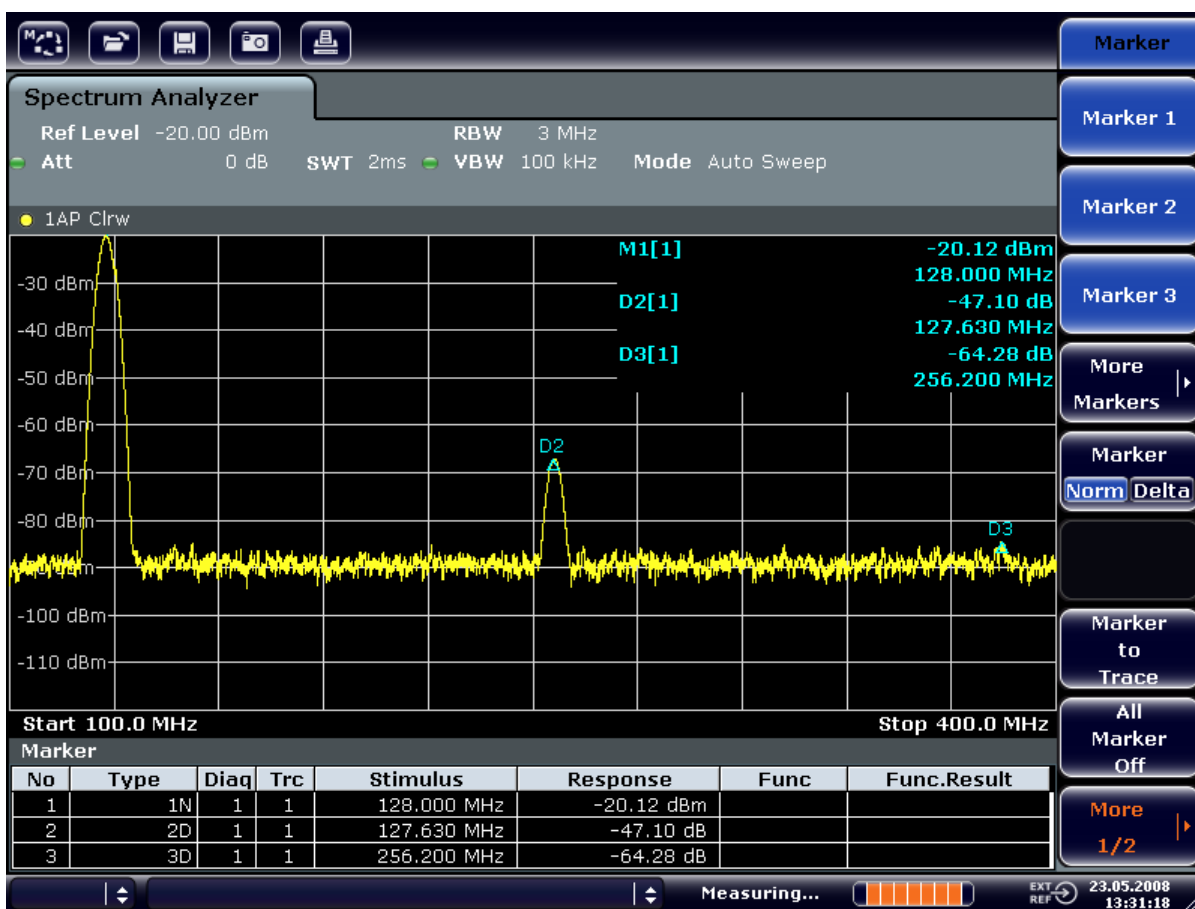 Marker
Spectrum Analyzer
Ref Level -20.00 dBm RBW 3 MHz
Att 0 dB SWT 2ms VBW 100 kHz Mode Auto Sweep
1AP Clrw
M1[1] -20.12 dBm
128.000 MHz
D2[1] -47.10 dB
127.630 MHz
D3[1] -64.28 dB
256.200 MHz
-30 dBm
-40 dBm
-50 dBm
-60 dBm
-70 dBm
-80 dBm
-100 dBm
-110 dBm
D2
D3
Start 100.0 MHz Stop 400.0 MHz
Marker
No Type Diag Trc Stimulus Response Func Func.Result
1 1N 1 1 128.000 MHz -20.12 dBm
2 2D 1 1 127.630 MHz -47.10 dB
3 3D 1 1 256.200 MHz -64.28 dB
Measuring... EXT REF 23.05.2008
13:31:18
Marker 1
Marker 2
Marker 3
More
Markers
Marker
Norm Delta
Marker
to
Trace
All
Marker
Off
More
1/2